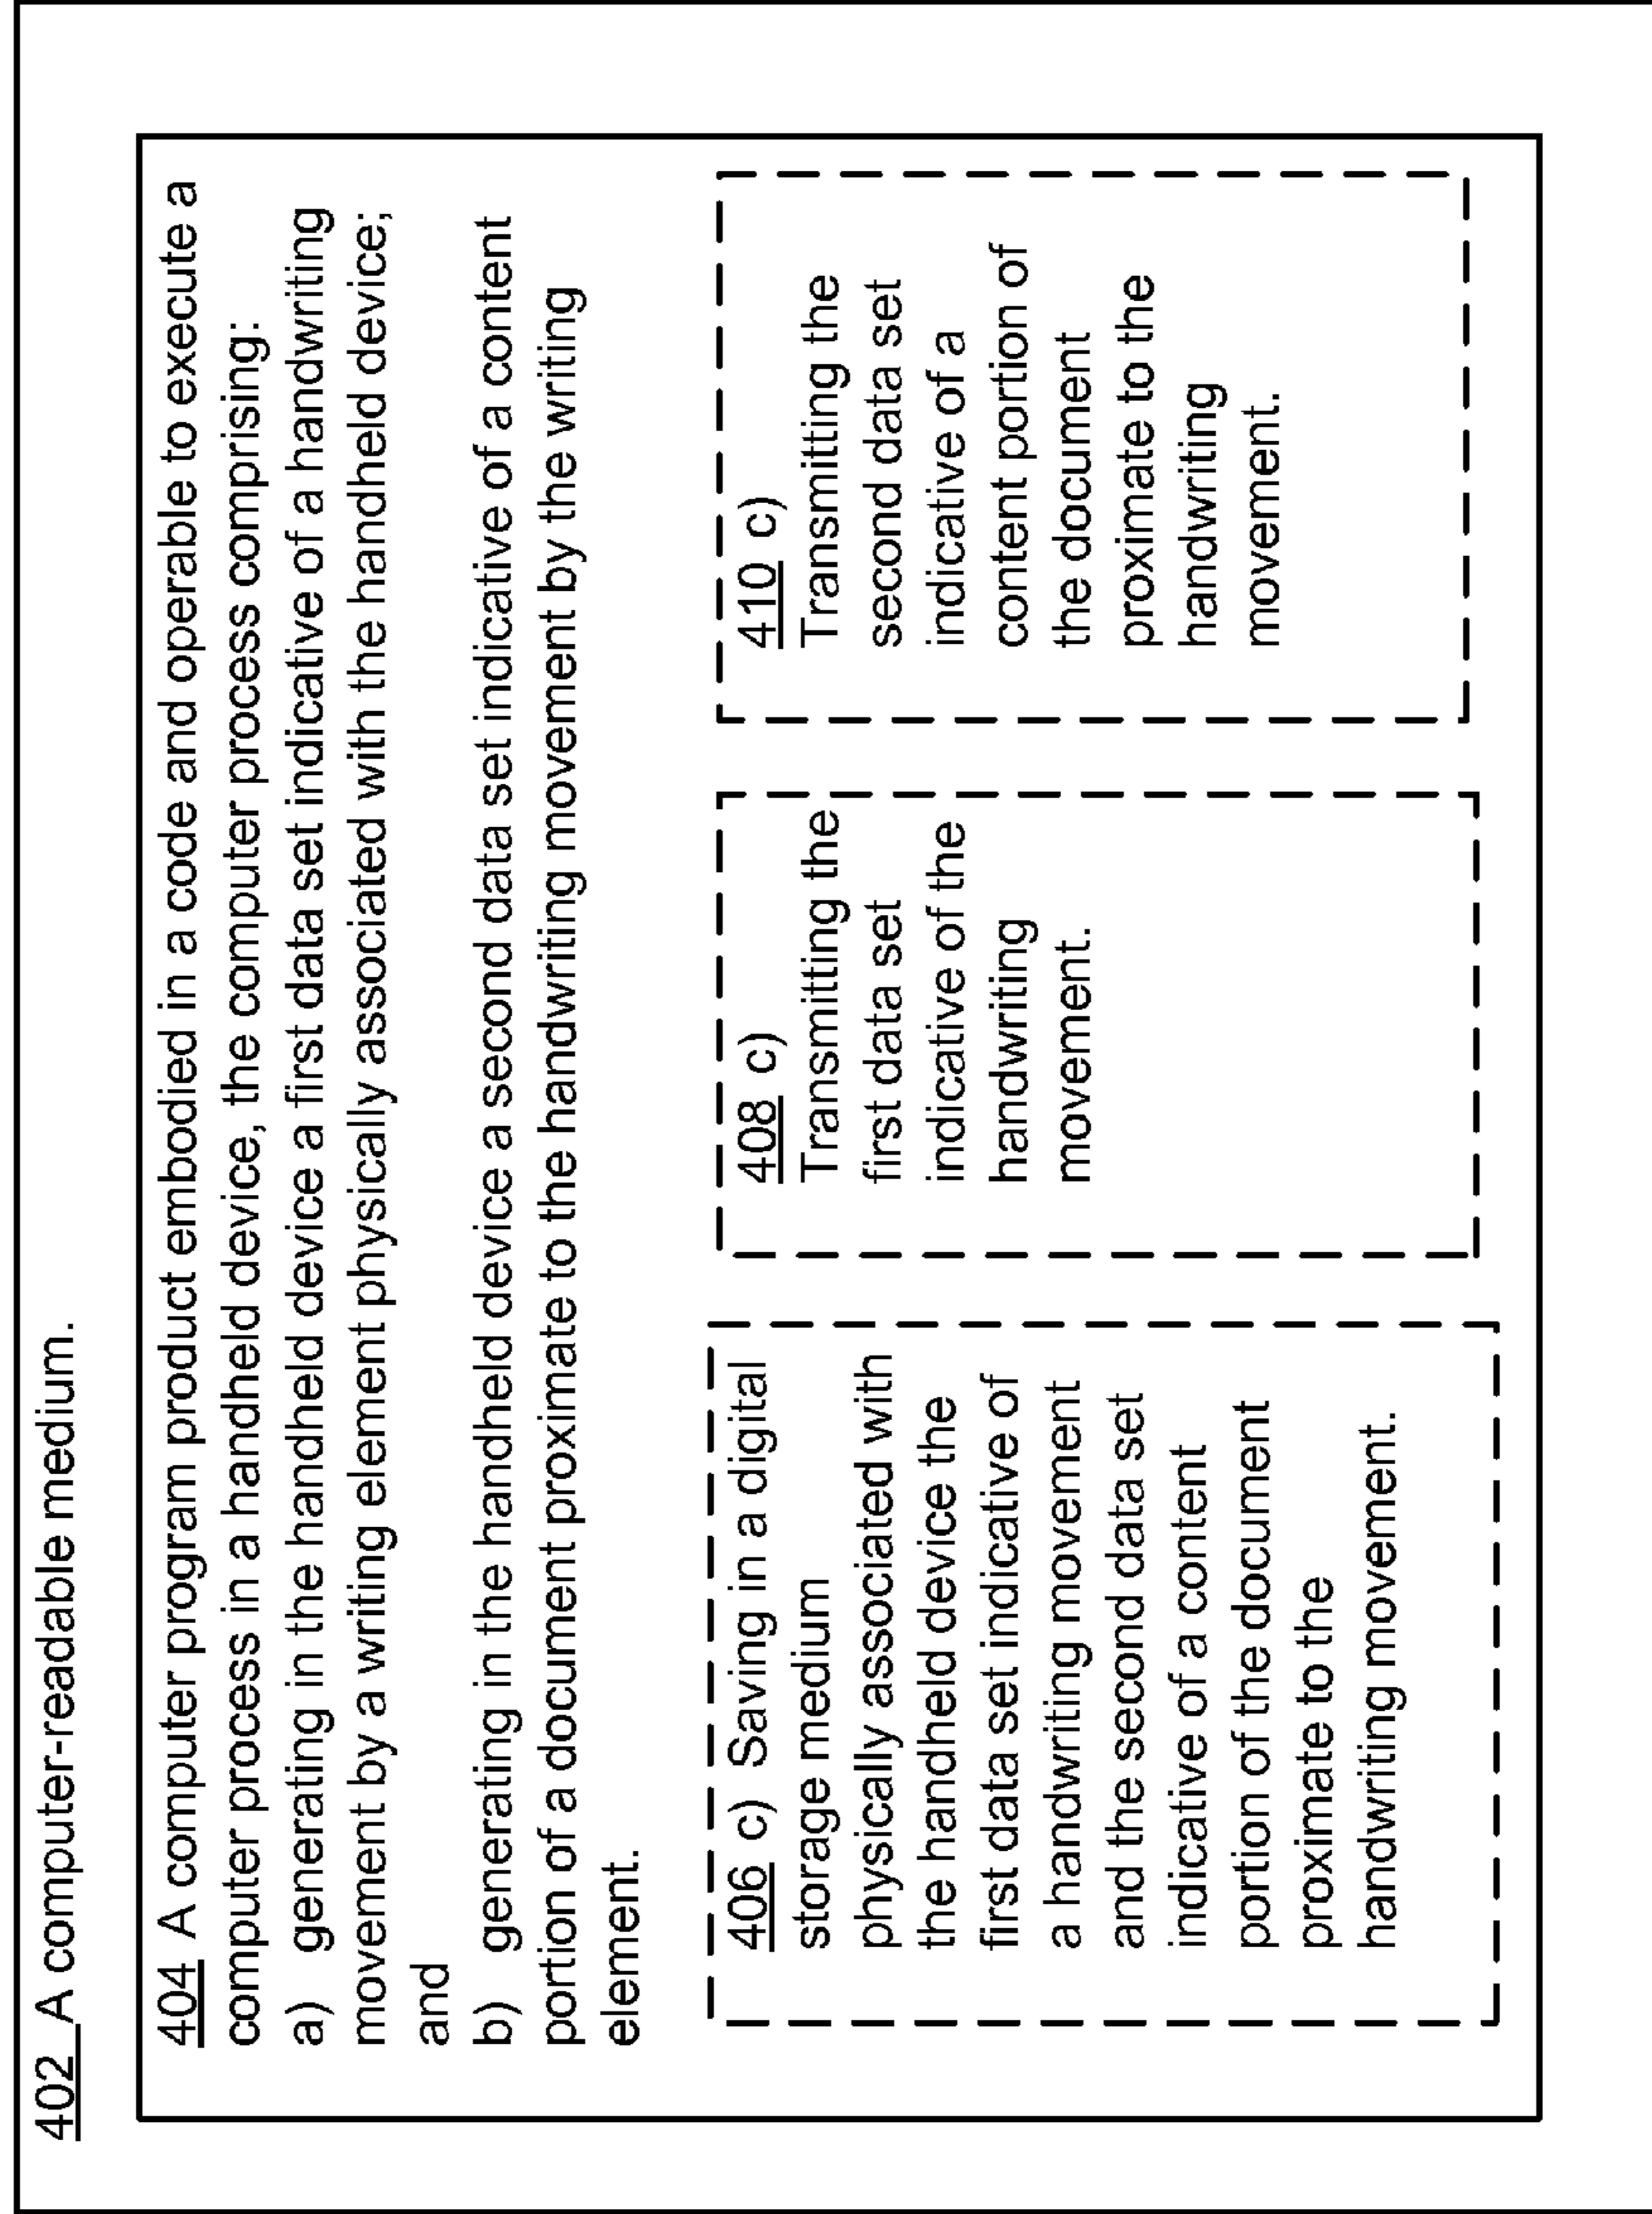 402 A computer-readable medium.
404 A computer program product embodied in a code and operable to execute a
computer process in a handheld device, the computer process comprising:
a) generating in the handheld device a first data set indicative of a handwriting
movement by a writing element physically associated with the handheld device;
and
b) generating in the handheld device a second data set indicative of a content
portion of a document proximate to the handwriting movement by the writing
element.
406 c) Saving in a digital
storage medium
physically associated with
the handheld device the
first data set indicative of
a handwriting movement
and the second data set
indicative of a content
portion of the document
proximate to the
handwriting movement.
408 c)
Transmitting the
first data set
indicative of the
handwriting
movement.
410 c)
Transmitting the
second data set
indicative of a
content portion of
the document
proximate to the
handwriting
movement.